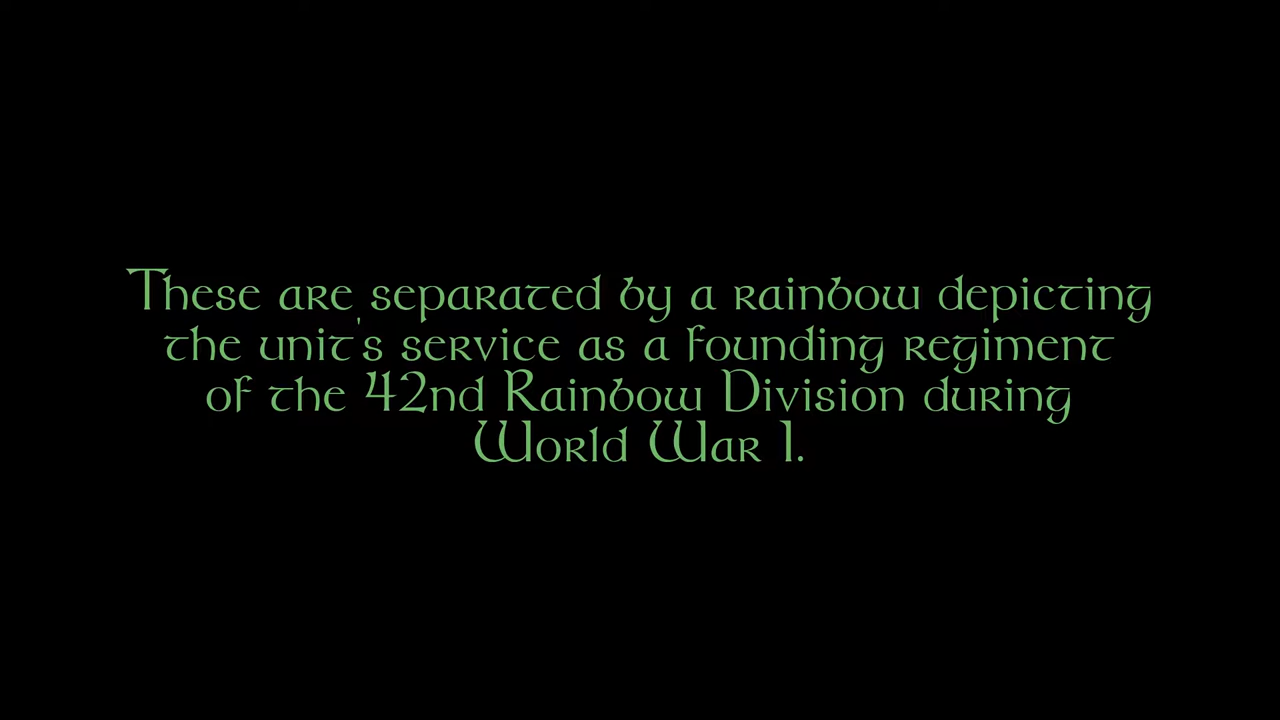 These are separated by a rainbow depicting
the unit's service as a founding regiment
of the 42nd Rainbow Division during
World War I.